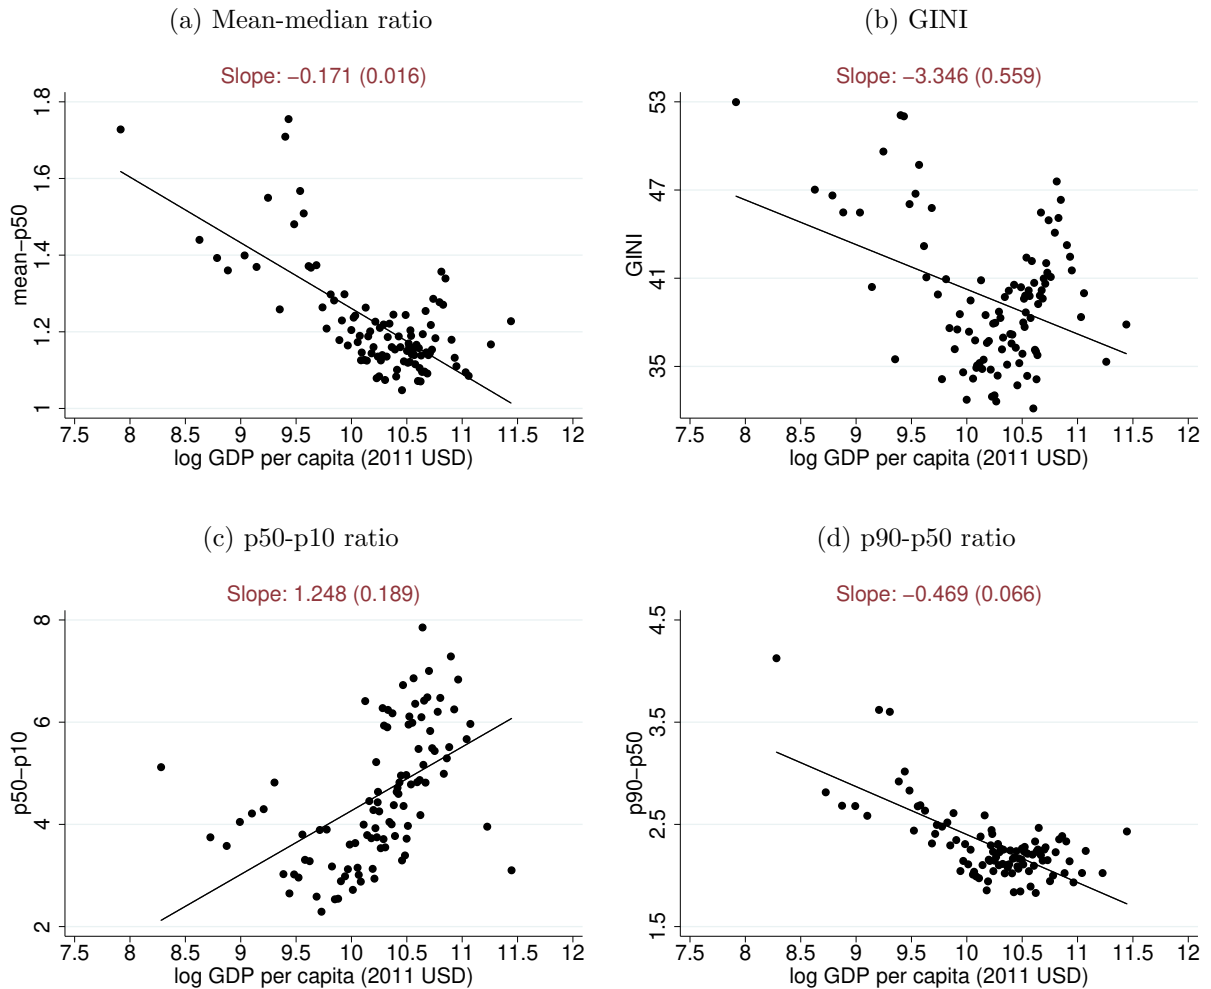 (a) Mean-median ratio
Slope: −0.171 (0.016)
mean−p50
1.8
1.6
1.4
1.2
1
7.5 8 8.5 9 9.5 10 10.5 11 11.5 12
log GDP per capita (2011 USD)
(b) GINI
Slope: −3.346 (0.559)
GINI
53
47
41
35
7.5 8 8.5 9 9.5 10 10.5 11 11.5 12
log GDP per capita (2011 USD)
(c) p50-p10 ratio
Slope: 1.248 (0.189)
p50−p10
8
6
4
2
7.5 8 8.5 9 9.5 10 10.5 11 11.5 12
log GDP per capita (2011 USD)
(d) p90-p50 ratio
Slope: −0.469 (0.066)
p90−p50
4.5
3.5
2.5
1.5
7.5 8 8.5 9 9.5 10 10.5 11 11.5 12
log GDP per capita (2011 USD)